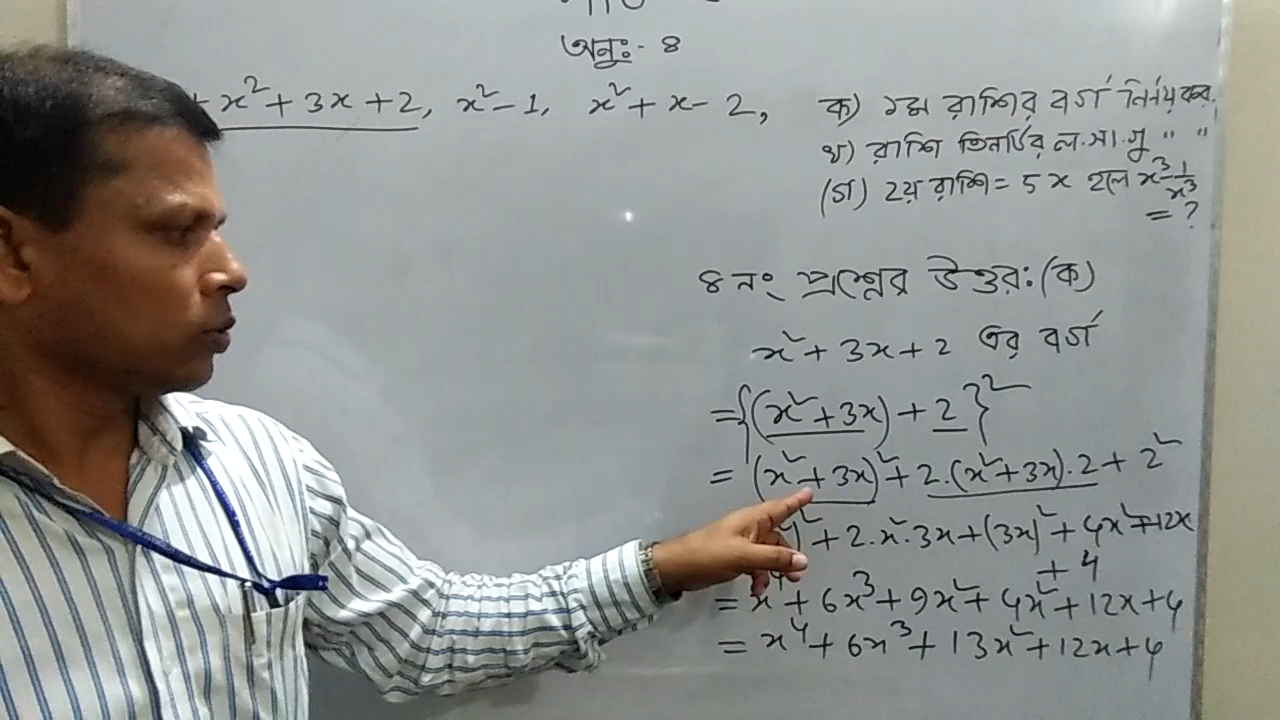 অনুঃ- ৪
x² + 3x + 2, x² - 1, x² + x - 2,
ক) ১ম রাশির বর্গ নির্ণয় কর.
খ) রাশি তিনটির ল.সা.গু " "
(গ) 2য় রাশি = 5x হলে x³ - 1/x³
= ?
৪ নং প্রশ্নের উত্তর: (ক)
x² + 3x + 2 এর বর্গ
= {(x² + 3x) + 2}²
= (x² + 3x)² + 2.(x² + 3x).2 + 2²
)² + 2.x².3x + (3x)² + 4x² + 12x
+ 4
= x⁴ + 6x³ + 9x² + 4x² + 12x + 4
= x⁴ + 6x³ + 13x² + 12x + 4